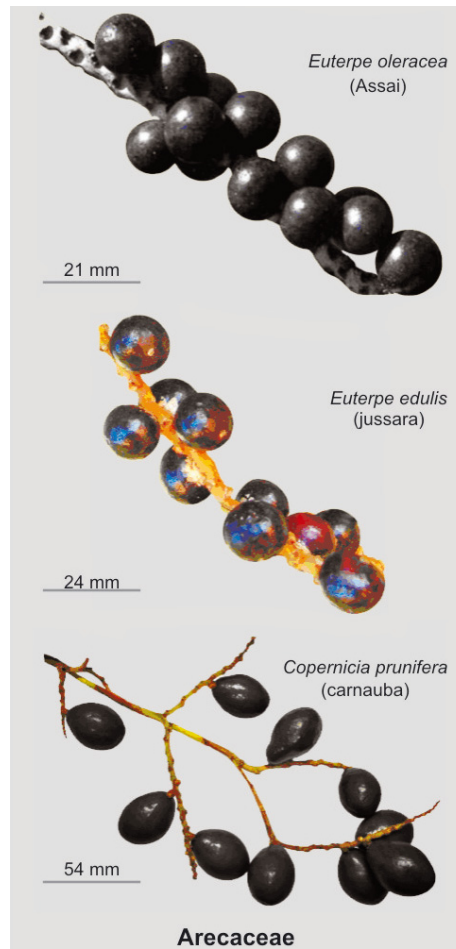 Euterpe oleracea
(Assai)
21 mm
Euterpe edulis
(jussara)
24 mm
Copernicia prunifera
(carnauba)
54 mm
Arecaceae